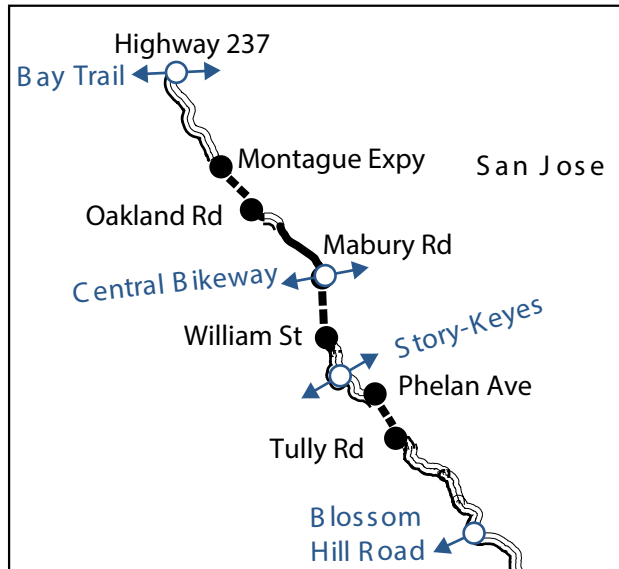 Highway 237
Bay Trail
Montague Expy
San Jose
Oakland Rd
Mabury Rd
Central Bikeway
William St
Story-Keyes
Phelan Ave
Tully Rd
Blossom
Hill Road